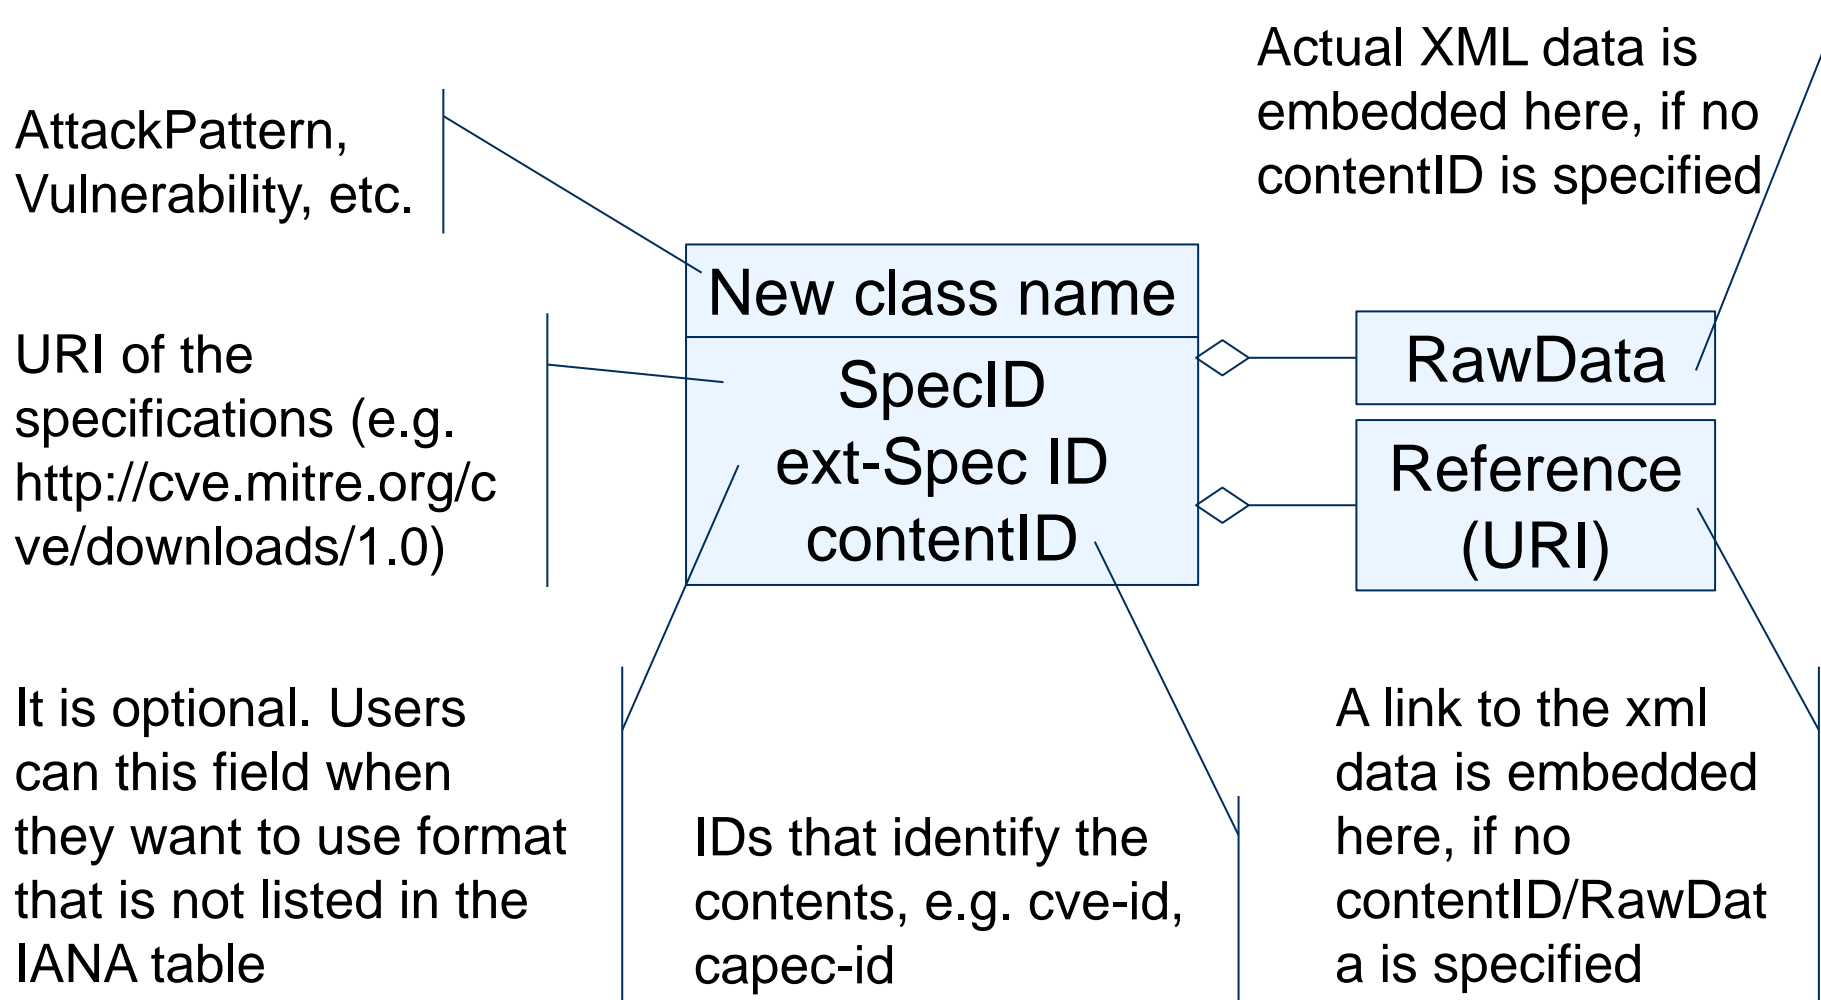 Actual XML data is
embedded here, if no
contentID is specified
AttackPattern,
Vulnerability, etc.
New class name
SpecID
ext-Spec ID
contentID
RawData
Reference
(URI)
URI of the
specifications (e.g.
http://cve.mitre.org/c
ve/downloads/1.0)
It is optional. Users
can this field when
they want to use format
that is not listed in the
IANA table
IDs that identify the
contents, e.g. cve-id,
capec-id
A link to the xml
data is embedded
here, if no
contentID/RawDat
a is specified